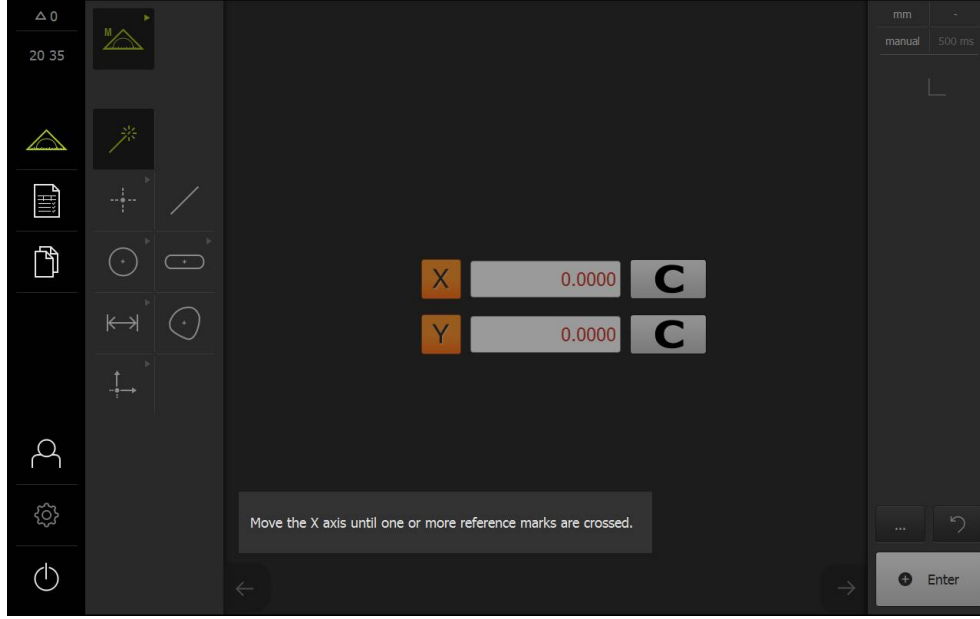 △ 0
20 35
M
mm -
manual 500 ms
X 0.0000 C
Y 0.0000 C
Move the X axis until one or more reference marks are crossed.
...
Enter